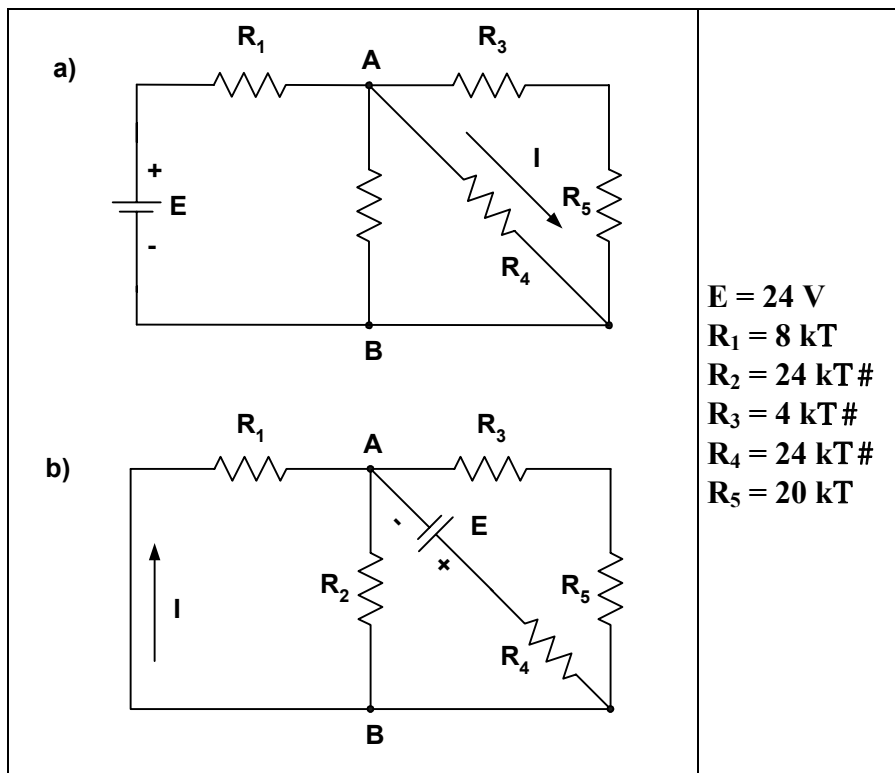 a)
R₁
A
R₃
I
+
E
-
R₅
R₄
B
b)
R₁
A
R₃
-
E
+
R₂
R₅
I
R₄
B
E = 24 V
R₁ = 8 kT
R₂ = 24 kT#
R₃ = 4 kT#
R₄ = 24 kT#
R₅ = 20 kT